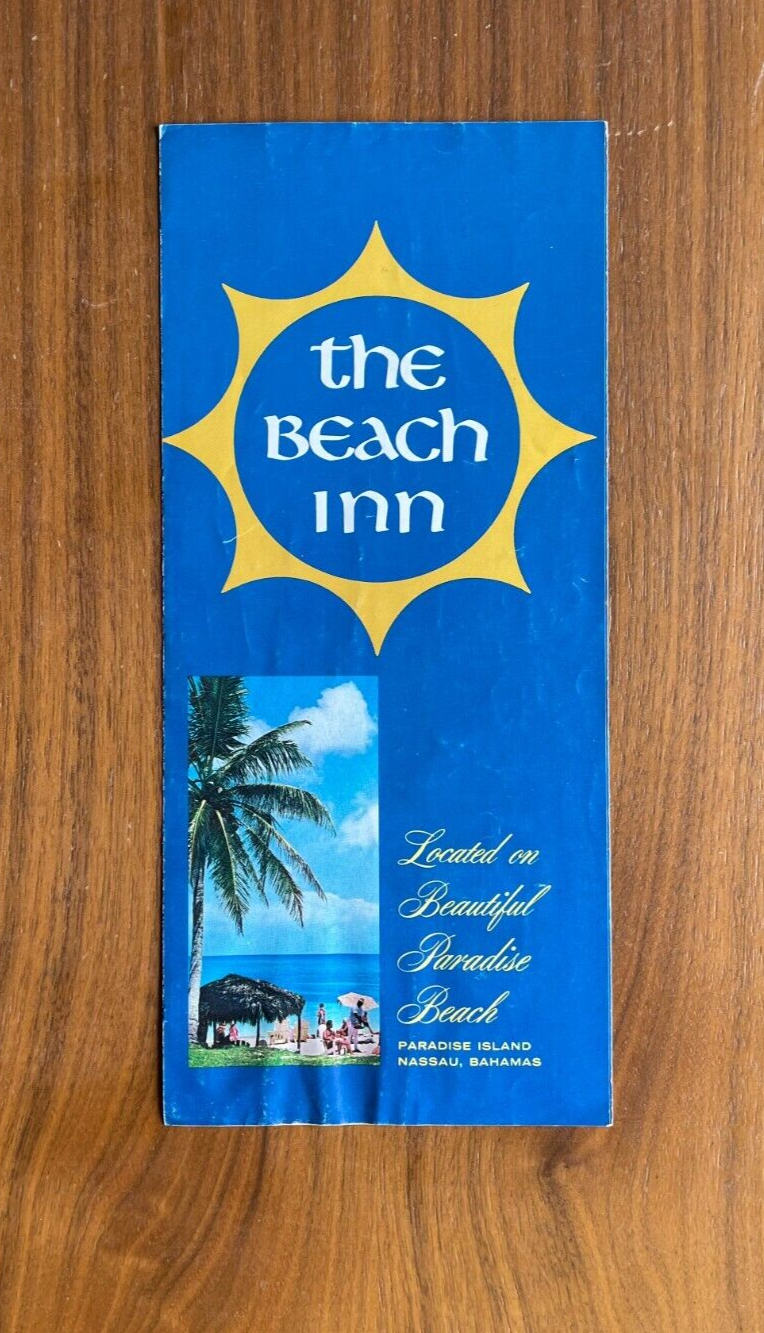 the
Beach
Inn
Located on
Beautiful
Paradise
Beach
PARADISE ISLAND
NASSAU, BAHAMAS